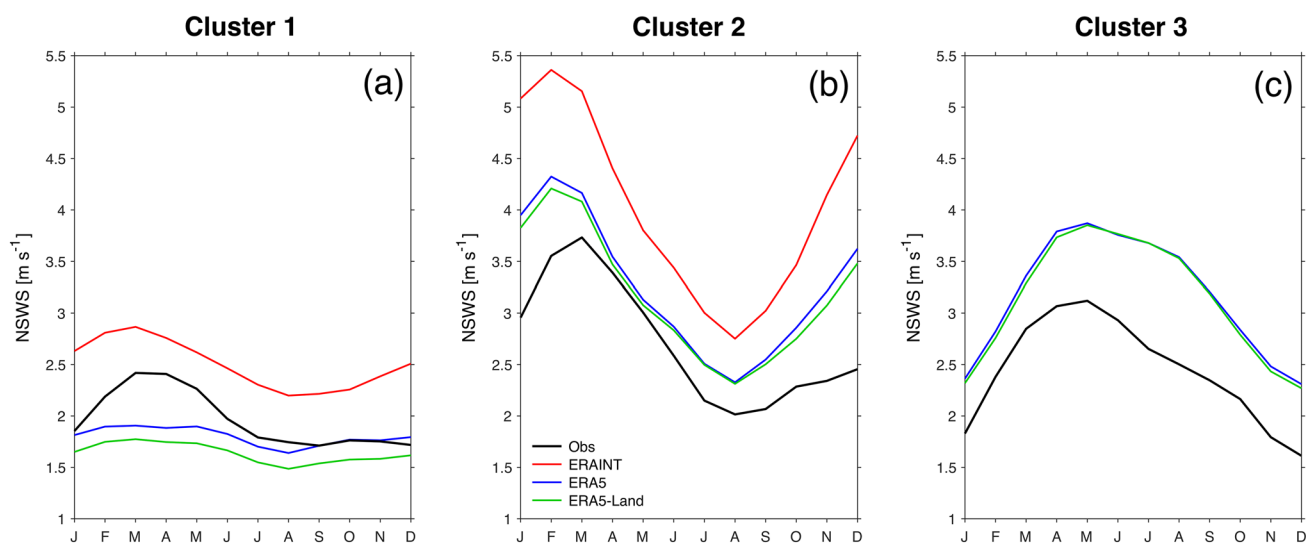 Cluster 1
Cluster 2
Cluster 3
(a)
(b)
(c)
NSWS [m s-1]
5.5
5
4.5
4
3.5
3
2.5
2
1.5
1
J F M A M J J A S O N D
NSWS [m s-1]
5.5
5
4.5
4
3.5
3
2.5
2
1.5
1
Obs
ERAINT
ERA5
ERA5-Land
J F M A M J J A S O N D
NSWS [m s-1]
5.5
5
4.5
4
3.5
3
2.5
2
1.5
1
J F M A M J J A S O N D